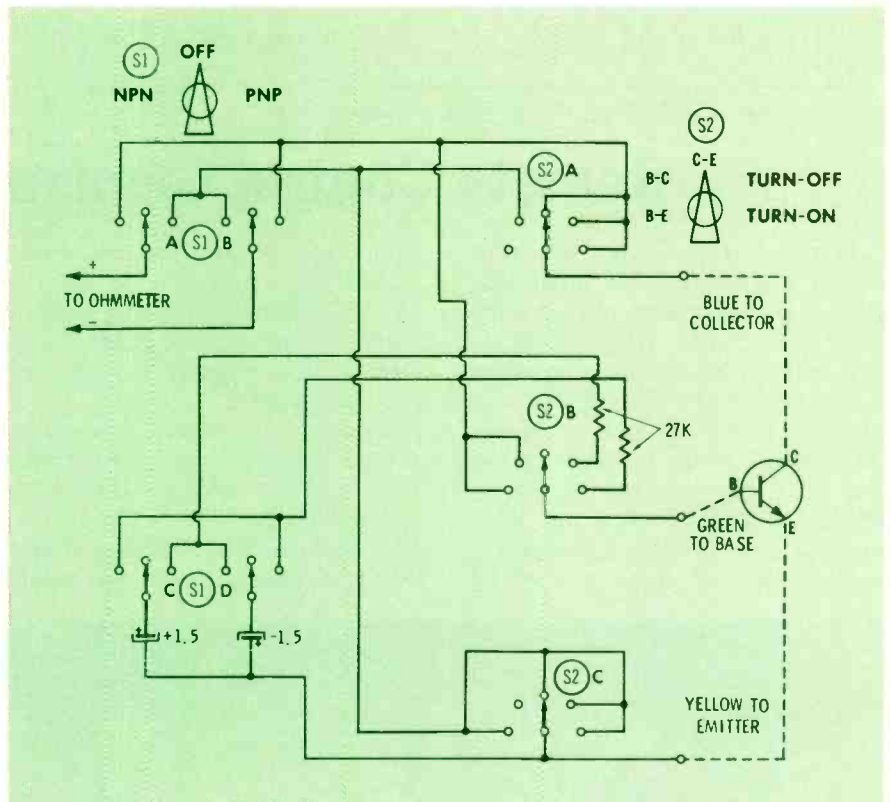 S1 OFF
NPN PNP
S2
C-E
S2 A
B-C TURN-OFF
B-E TURN-ON
A S1 B
+
TO OHMMETER
−
BLUE TO
COLLECTOR
S2 B
27K
C
B
E
GREEN
TO BASE
C S1 D
+ +1.5 + -1.5
S2 C
YELLOW TO
EMITTER